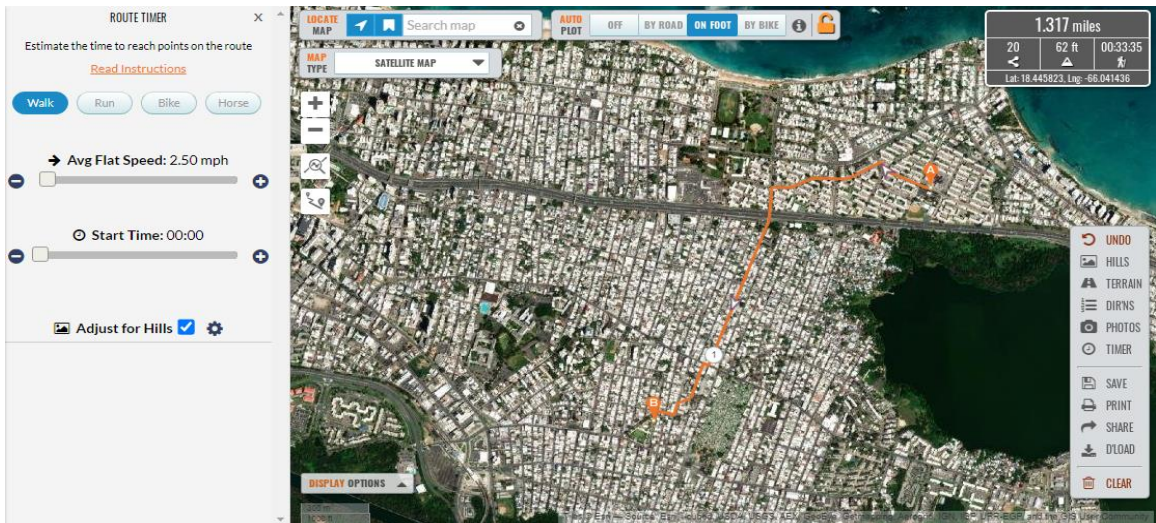 ROUTE TIMER X
Estimate the time to reach points on the route
Read Instructions
Walk Run Bike Horse
Avg Flat Speed: 2.50 mph
Start Time: 00:00
Adjust for Hills
LOCATE MAP Search map
AUTO PLOT OFF BY ROAD ON FOOT BY BIKE
MAP TYPE SATELLITE MAP
1.317 miles
20 62 ft 00:33:35
Lat: 18.445823, Lng: -66.041436
A
1
B
UNDO
HILLS
TERRAIN
DIR'NS
PHOTOS
TIMER
SAVE
PRINT
SHARE
D'LOAD
CLEAR
DISPLAY OPTIONS